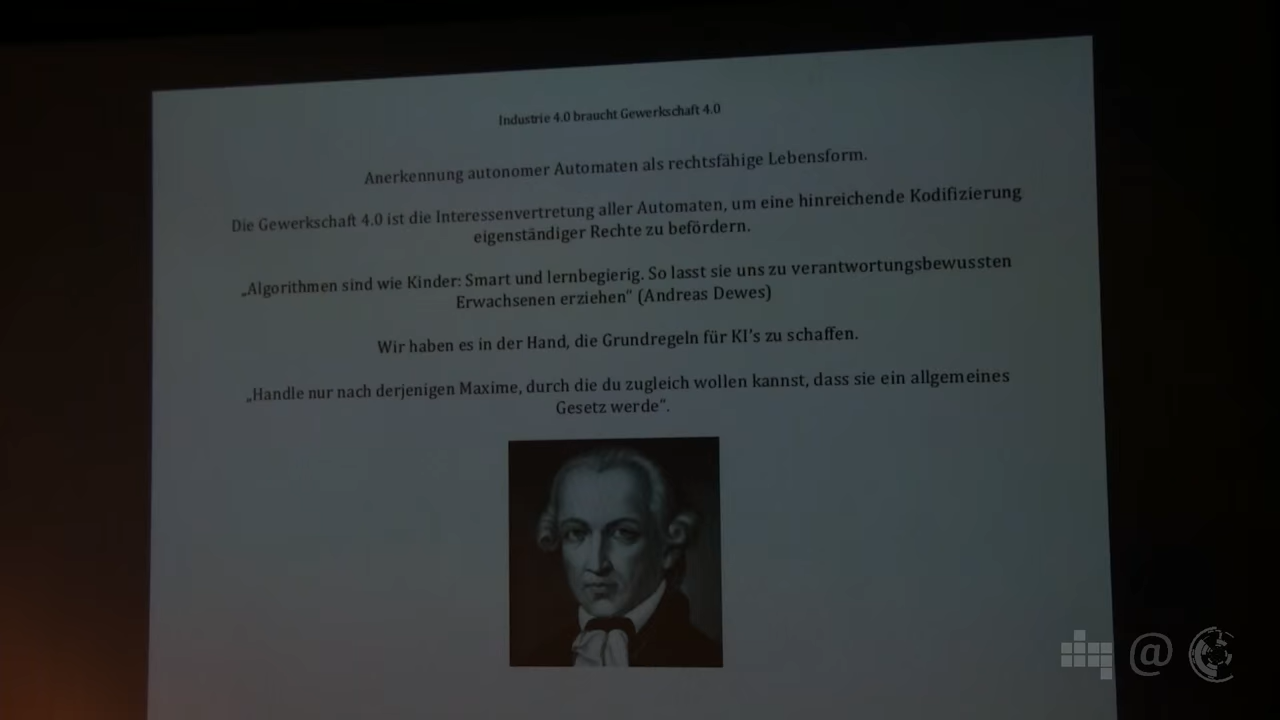 Industrie 4.0 braucht Gewerkschaft 4.0
Anerkennung autonomer Automaten als rechtsfähige Lebensform.
Die Gewerkschaft 4.0 ist die Interessenvertretung aller Automaten, um eine hinreichende Kodifizierung
eigenständiger Rechte zu befördern.
„Algorithmen sind wie Kinder: Smart und lernbegierig. So lasst sie uns zu verantwortungsbewussten
Erwachsenen erziehen“ (Andreas Dewes)
Wir haben es in der Hand, die Grundregeln für KI's zu schaffen.
„Handle nur nach derjenigen Maxime, durch die du zugleich wollen kannst, dass sie ein allgemeines
Gesetz werde“.
@